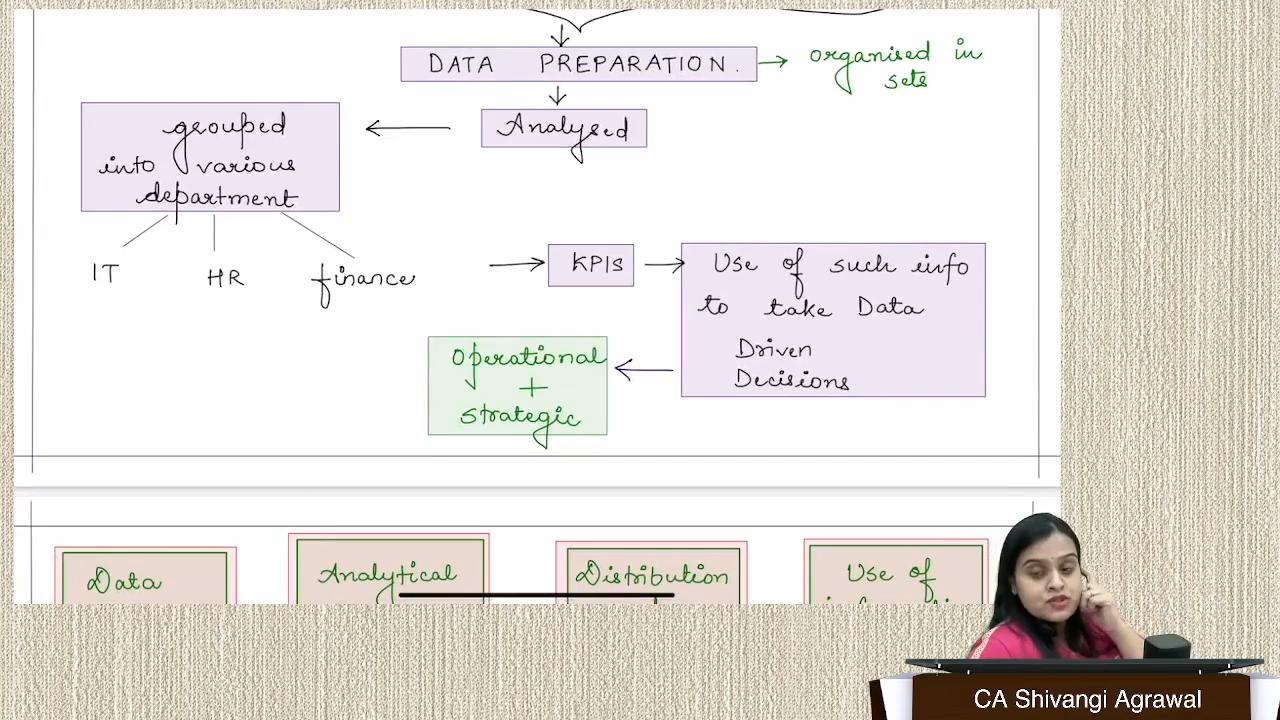 DATA PREPARATION.
organised in
sets
Analysed
grouped
into various
department
IT
HR
finance
KPIS
Use of such info
to take Data
Driven
Decisions
Operational
+
strategic
Data
Analytical
Distribution
Use of
CA Shivangi Agrawal